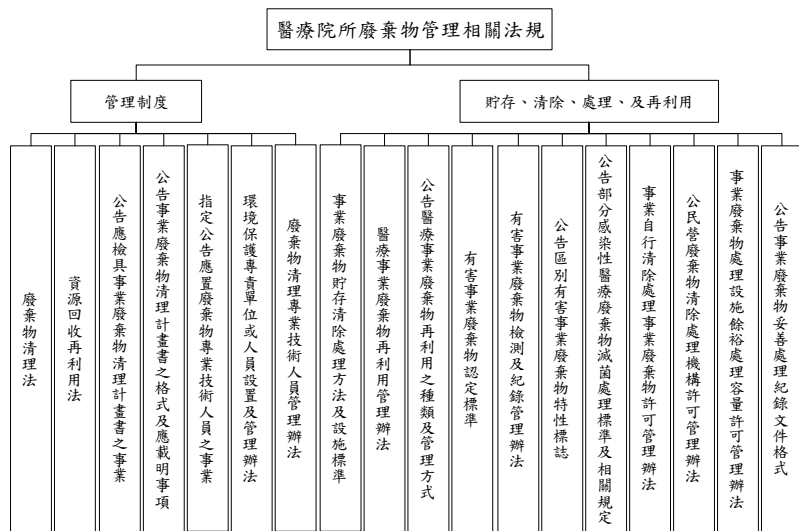 醫療院所廢棄物管理相關法規
管理制度
貯存、清除、處理、及再利用
廢棄物清理法
資源回收再利用法
公告應檢具事業廢棄物清理計畫書之事業
公告事業廢棄物清理計畫書之格式及應載明事項
指定公告應置廢棄物專業技術人員之事業
環境保護專責單位或人員設置及管理辦法
廢棄物清理專業技術人員管理辦法
事業廢棄物貯存清除處理方法及設施標準
醫療事業廢棄物再利用管理辦法
公告醫療事業廢棄物再利用之種類及管理方式
有害事業廢棄物認定標準
有害事業廢棄物檢測及紀錄管理辦法
公告區別有害事業廢棄物特性標誌
公告部分感染性醫療廢棄物滅菌處理標準及相關規定
事業自行清除處理事業廢棄物許可管理辦法
公民營廢棄物清除處理機構許可管理辦法
事業廢棄物處理設施餘裕處理容量許可管理辦法
公告事業廢棄物妥善處理紀錄文件格式